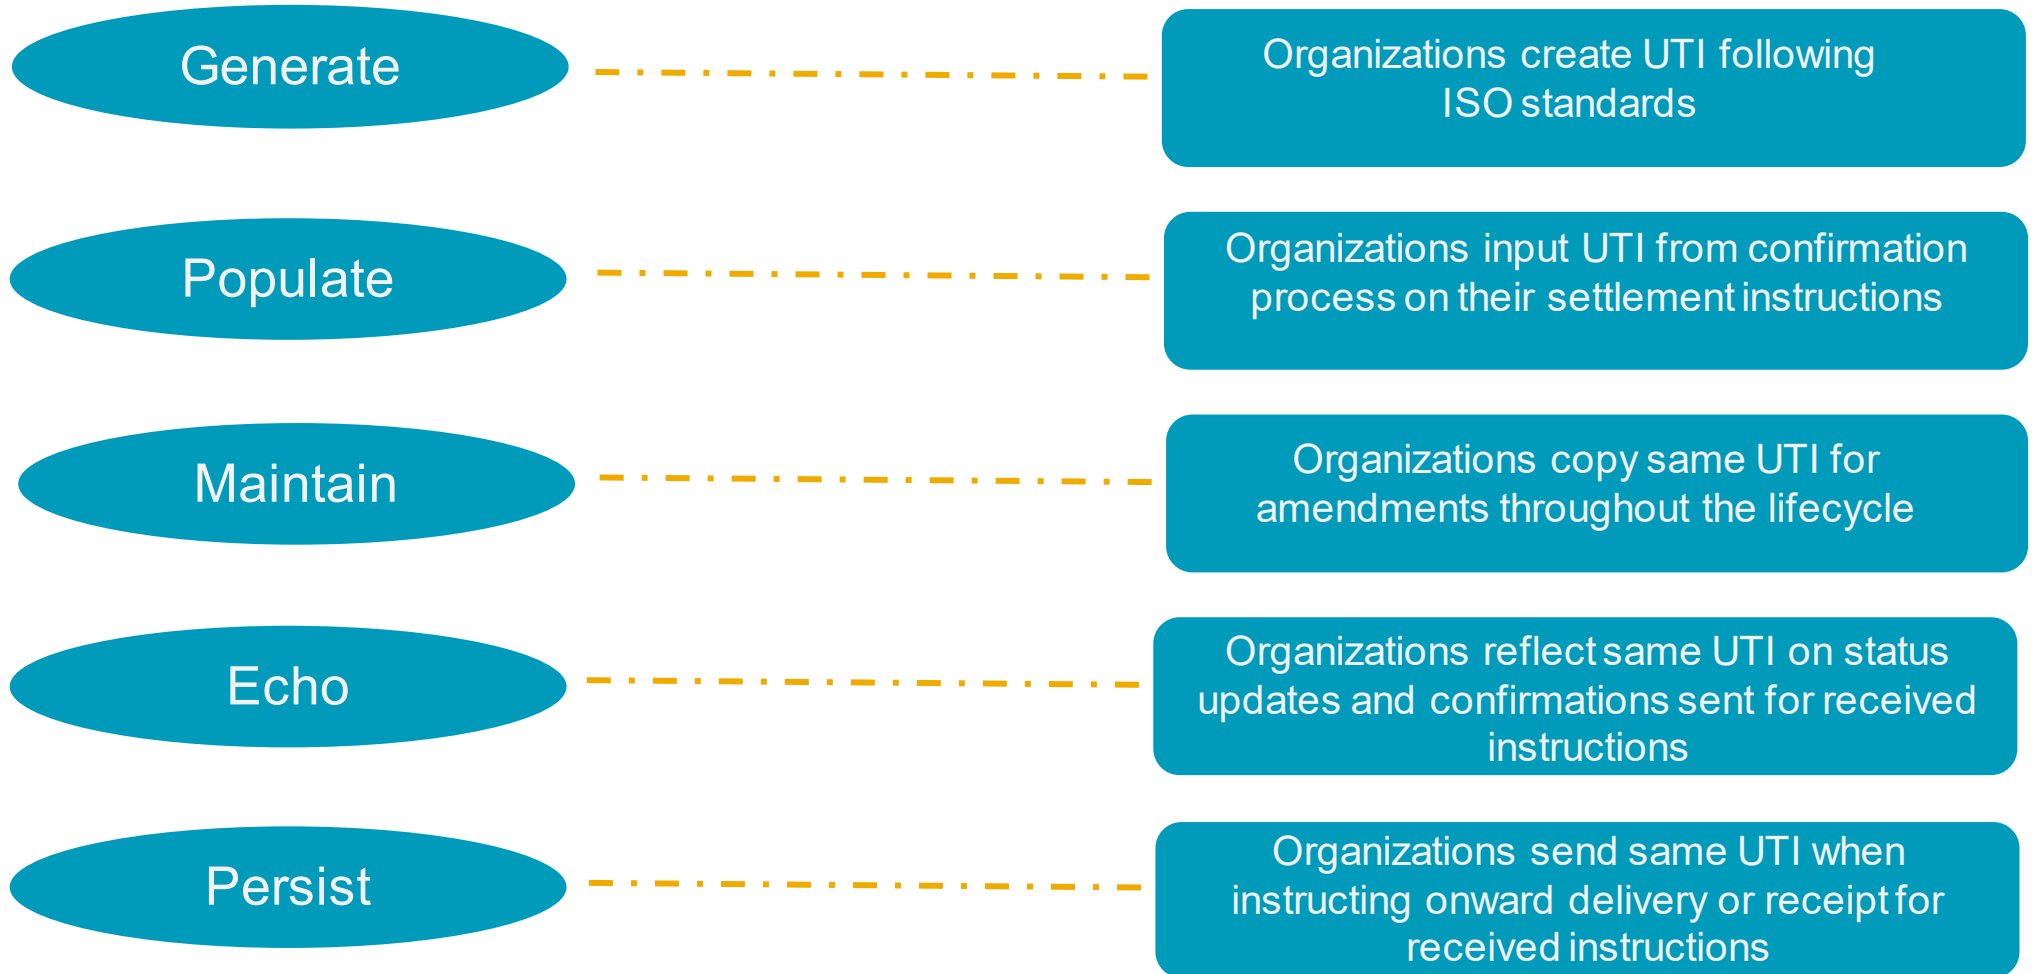 Generate
Organizations create UTI following
ISO standards
Populate
Organizations input UTI from confirmation
process on their settlement instructions
Maintain
Organizations copy same UTI for
amendments throughout the lifecycle
Echo
Organizations reflect same UTI on status
updates and confirmations sent for received
instructions
Persist
Organizations send same UTI when
instructing onward delivery or receipt for
received instructions